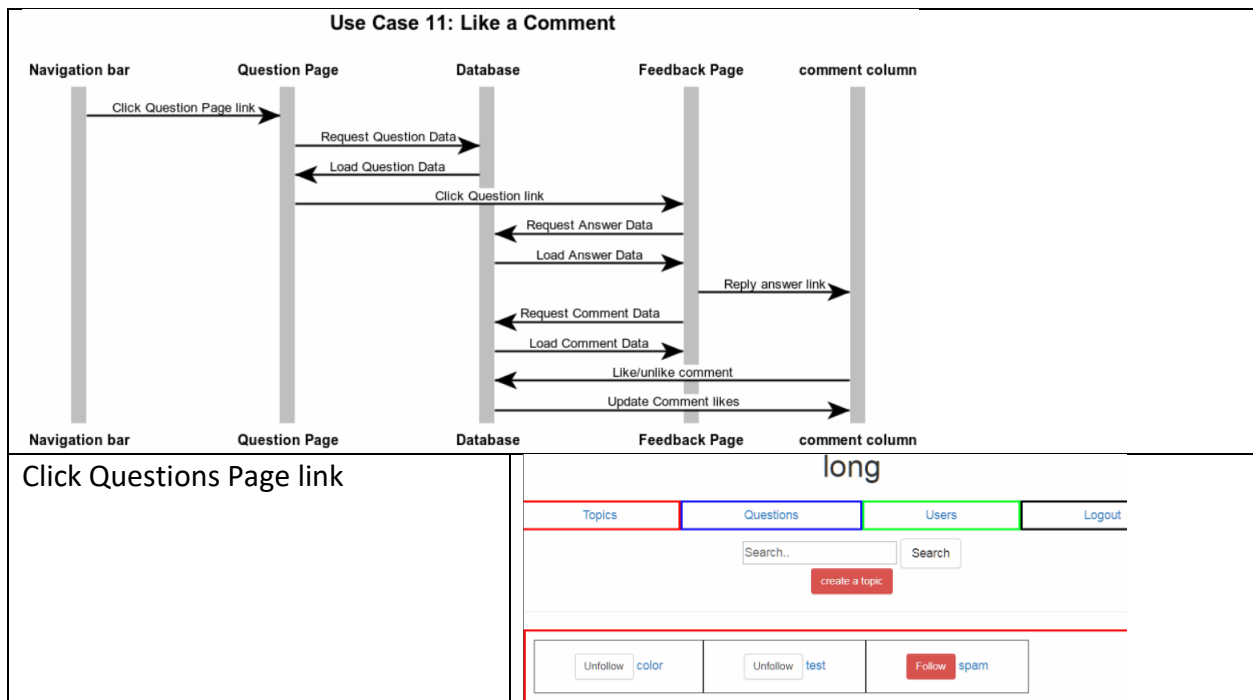 Use Case 11: Like a Comment
Navigation bar Question Page Database Feedback Page comment column
Click Question Page link
Request Question Data
Load Question Data
Click Question link
Request Answer Data
Load Answer Data
Reply answer link
Request Comment Data
Load Comment Data
Like/unlike comment
Update Comment likes
Navigation bar Question Page Database Feedback Page comment column
Click Questions Page link
long
Topics Questions Users Logout
Search.. Search
create a topic
Unfollow color Unfollow test Follow spam